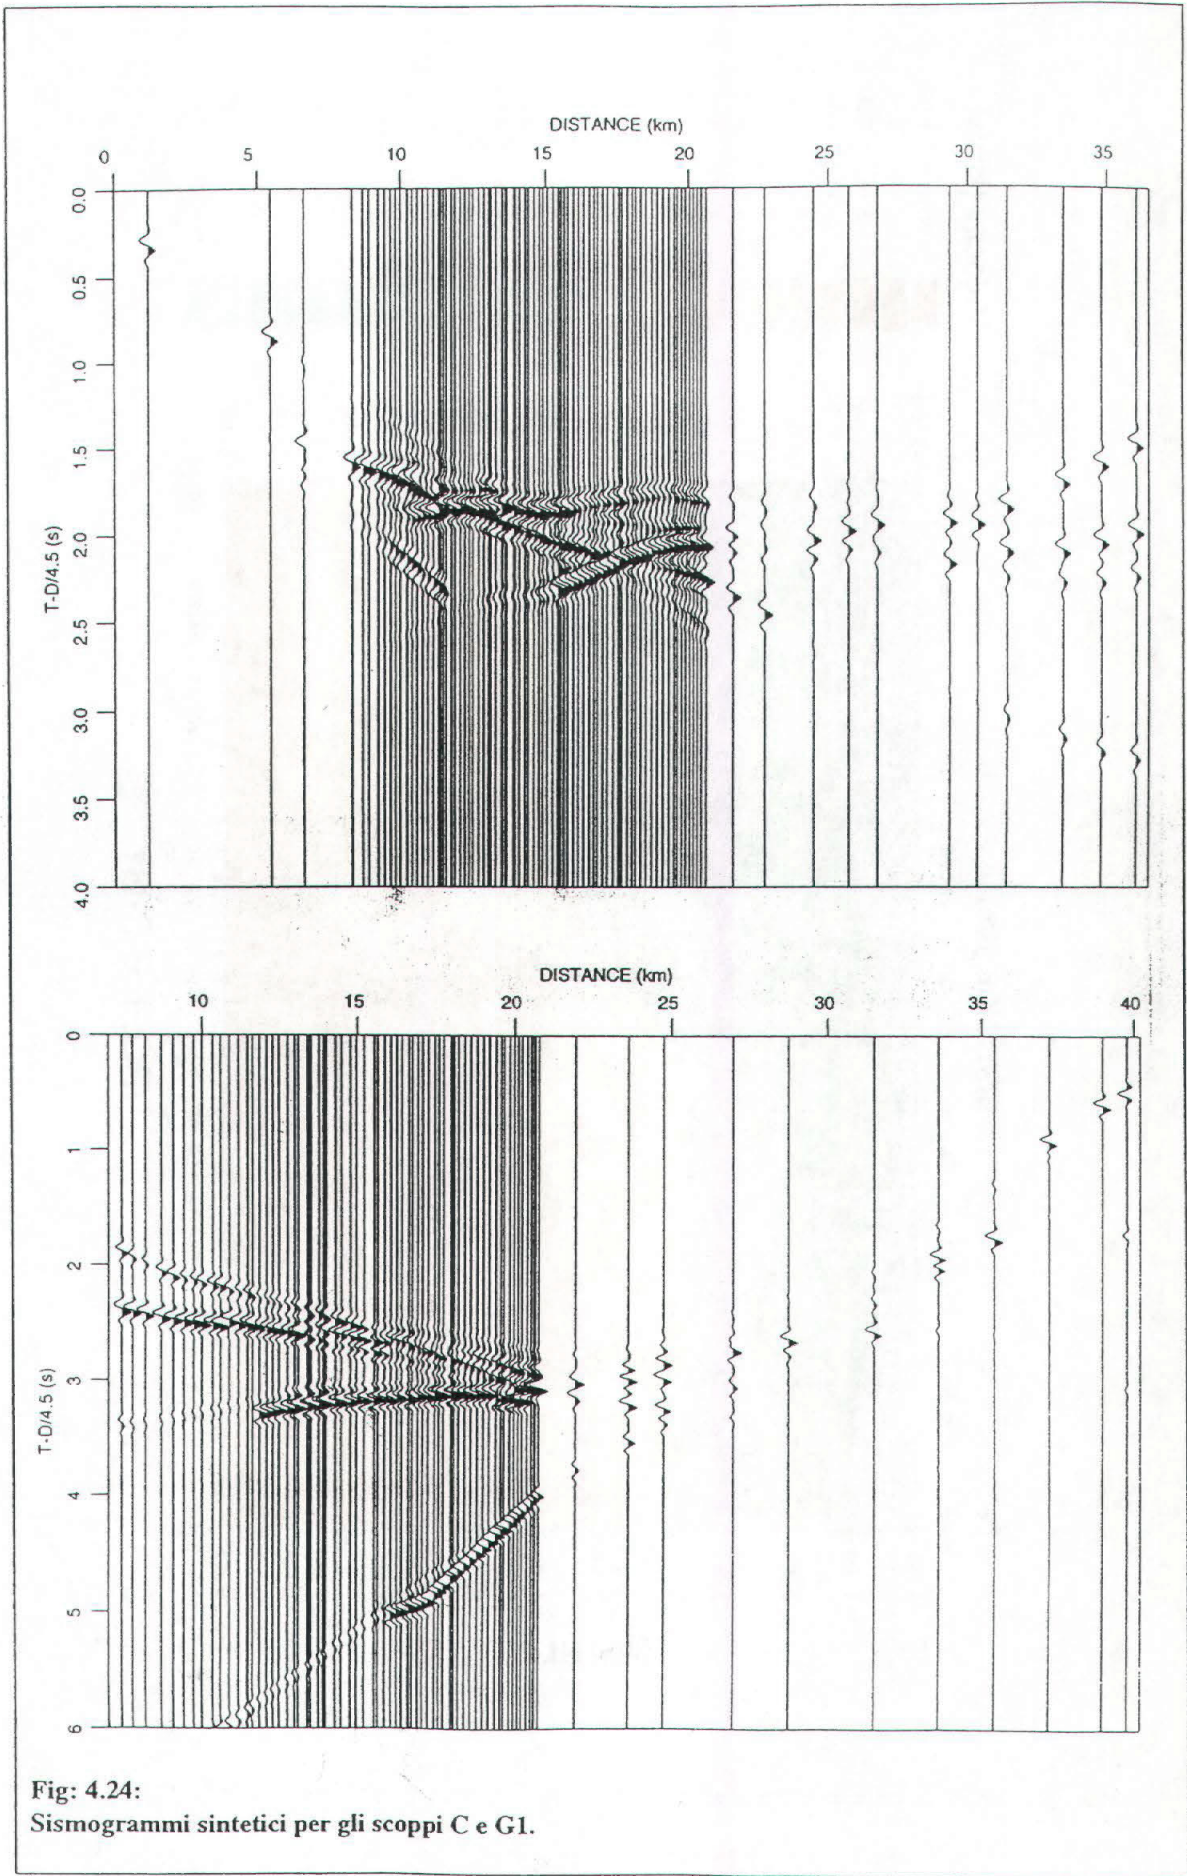 DISTANCE (km)
0 5 10 15 20 25 30 35
0.0
0.5
1.0
1.5
2.0
2.5
3.0
3.5
4.0
T-D/4.5 (s)
DISTANCE (km)
10 15 20 25 30 35 40
0
1
2
3
4
5
6
T-D/4.5 (s)
Fig: 4.24:
Sismogrammi sintetici per gli scoppi C e G1.